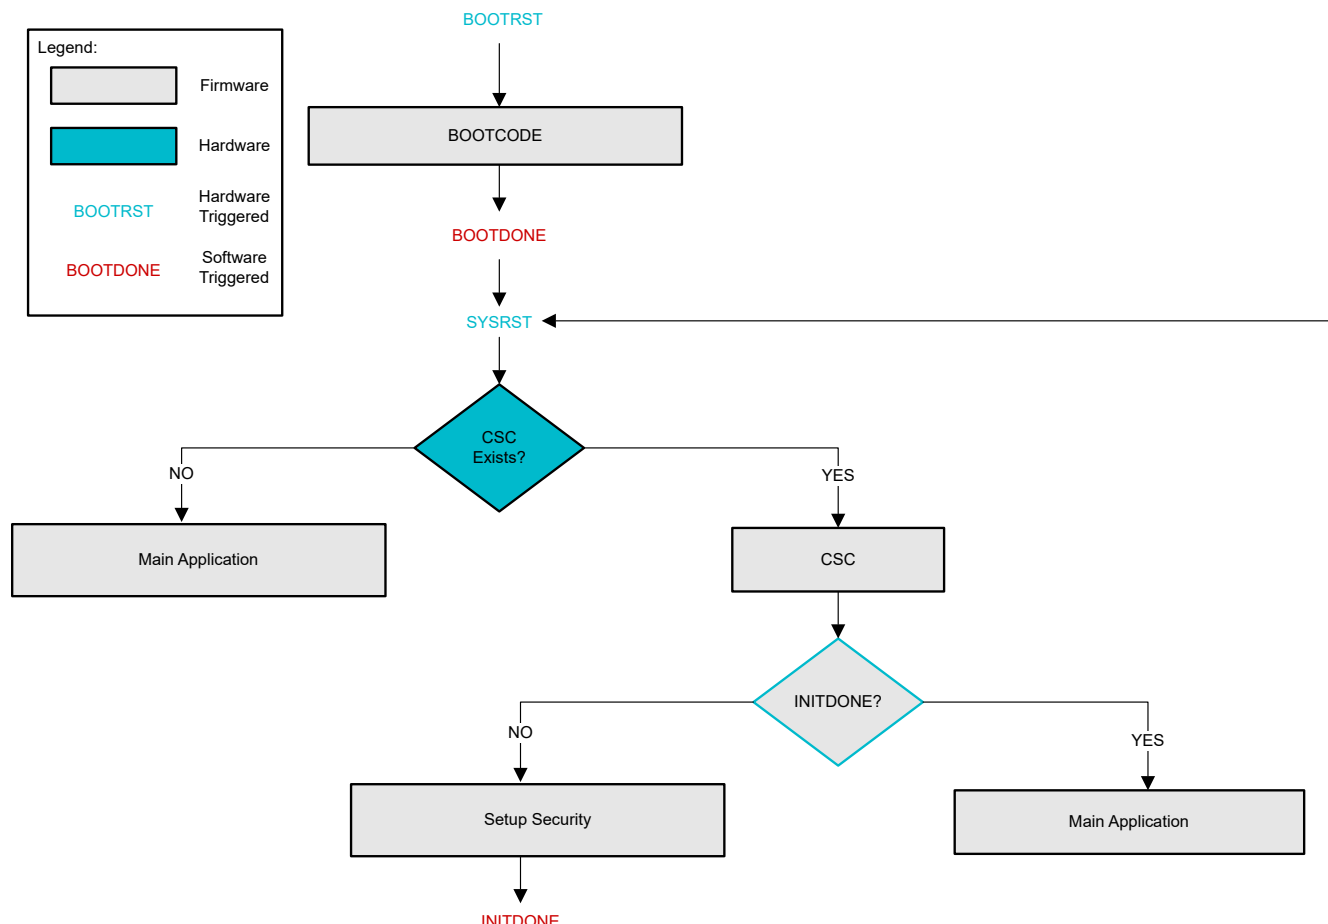 BOOTRST
Legend:
Firmware
Hardware
BOOTRST
Hardware
Triggered
BOOTDONE
Software
Triggered
BOOTCODE
BOOTDONE
SYSRST
CSC
Exists?
NO
YES
Main Application
CSC
INITDONE?
NO
YES
Setup Security
Main Application
INITDONE